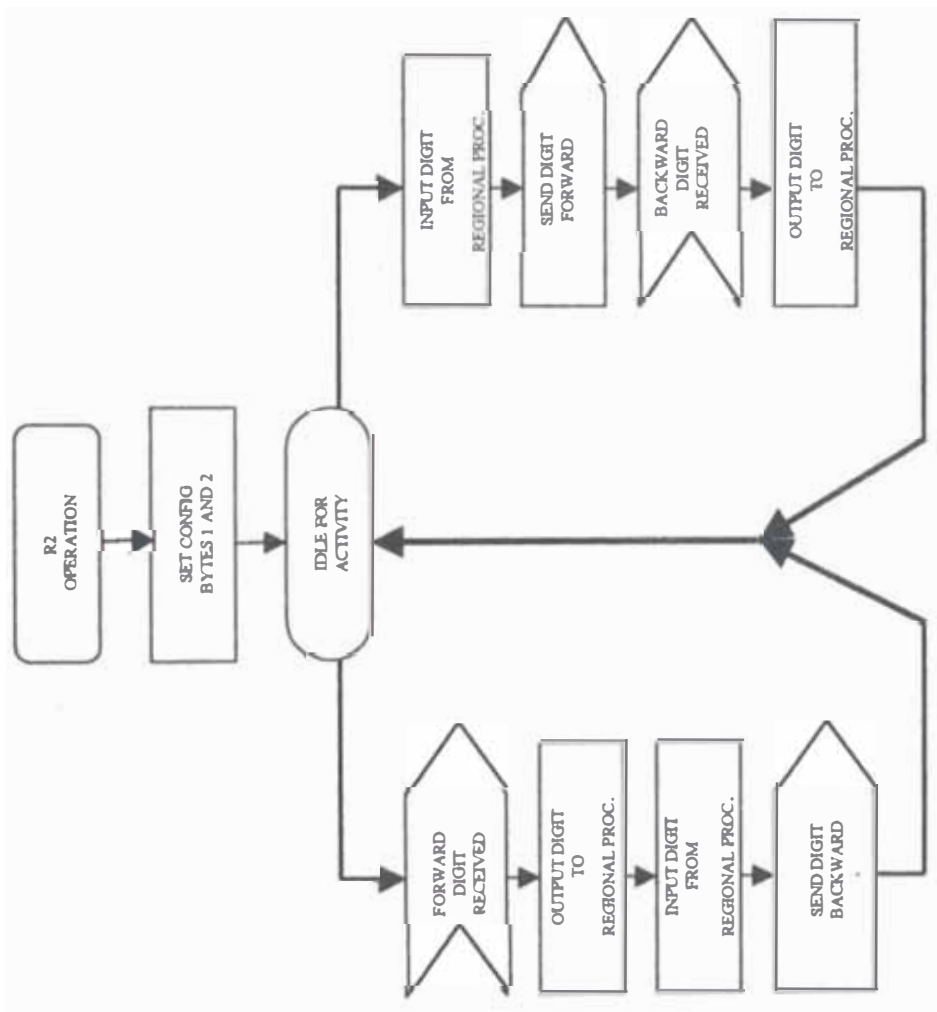 R2
OPERATION
SET CONFIG
BYTES 1 AND 2
IDLE FOR
ACTIVITY
FORWARD
DIGIT
RECEIVED
OUTPUT DIGIT
TO
REGIONAL PROC.
INPUT DIGIT
FROM
REGIONAL PROC.
SEND DIGIT
BACKWARD
INPUT DIGIT
FROM
REGIONAL PROC.
SEND DIGIT
FORWARD
BACKWARD
DIGIT
RECEIVED
OUTPUT DIGIT
TO
REGIONAL PROC.